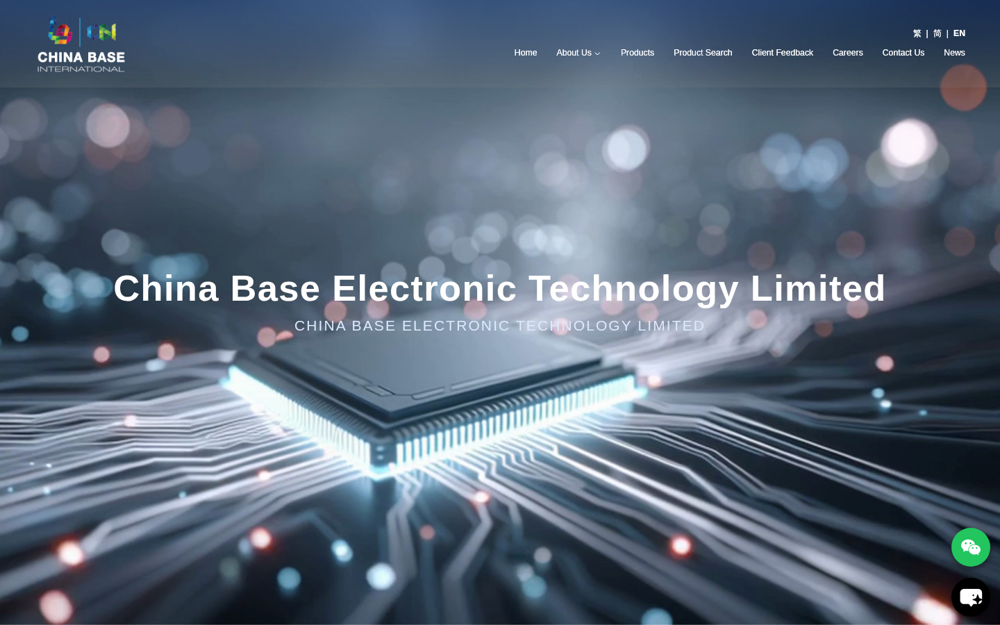 CN
CHINA BASE
INTERNATIONAL
繁 | 简 | EN
Home About Us Products Product Search Client Feedback Careers Contact Us News
China Base Electronic Technology Limited
CHINA BASE ELECTRONIC TECHNOLOGY LIMITED